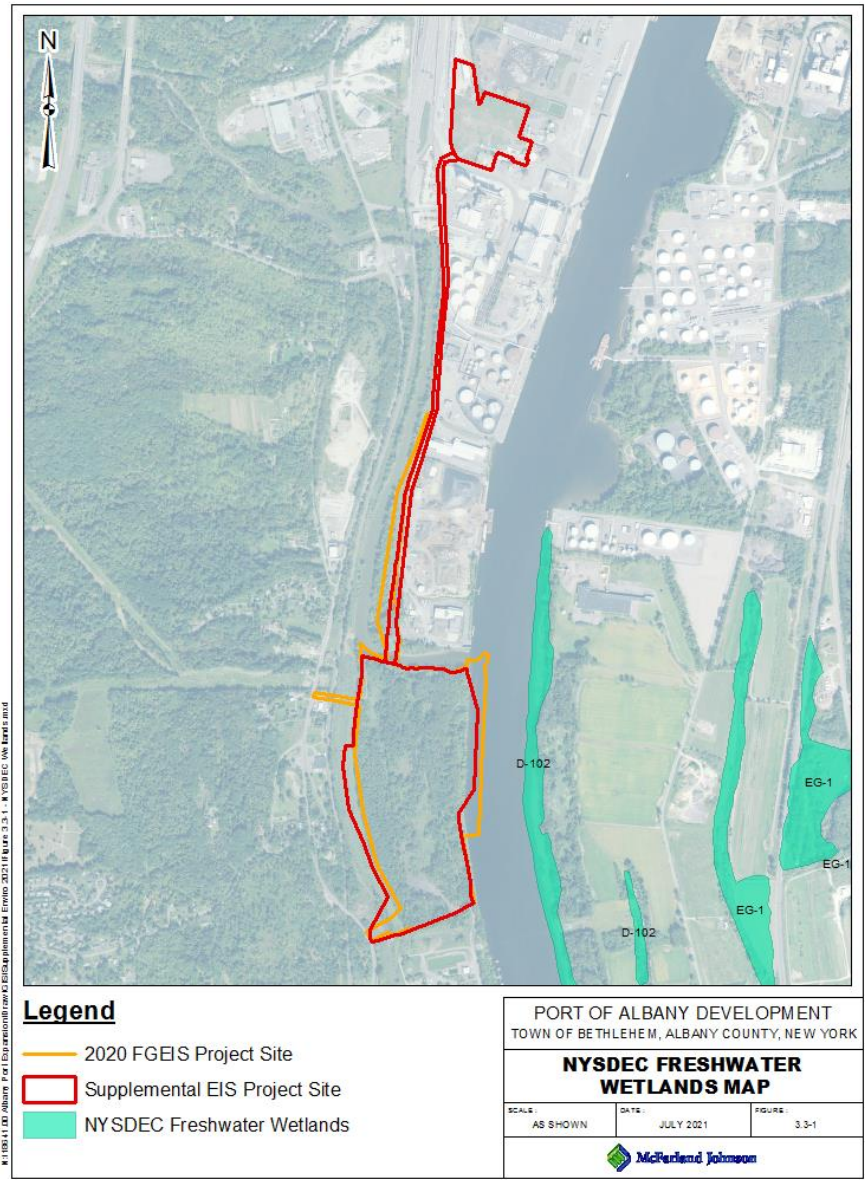 N
D-102
EG-1
EG-1
EG-1
D-102
Legend
2020 FGEIS Project Site
Supplemental EIS Project Site
NYSDEC Freshwater Wetlands
PORT OF ALBANY DEVELOPMENT
TOWN OF BETHLEHEM, ALBANY COUNTY, NEW YORK
NYSDEC FRESHWATER
WETLANDS MAP
SCALE: DATE: FIGURE:
AS SHOWN JULY 2021 3.3-1
McFarland Johnson